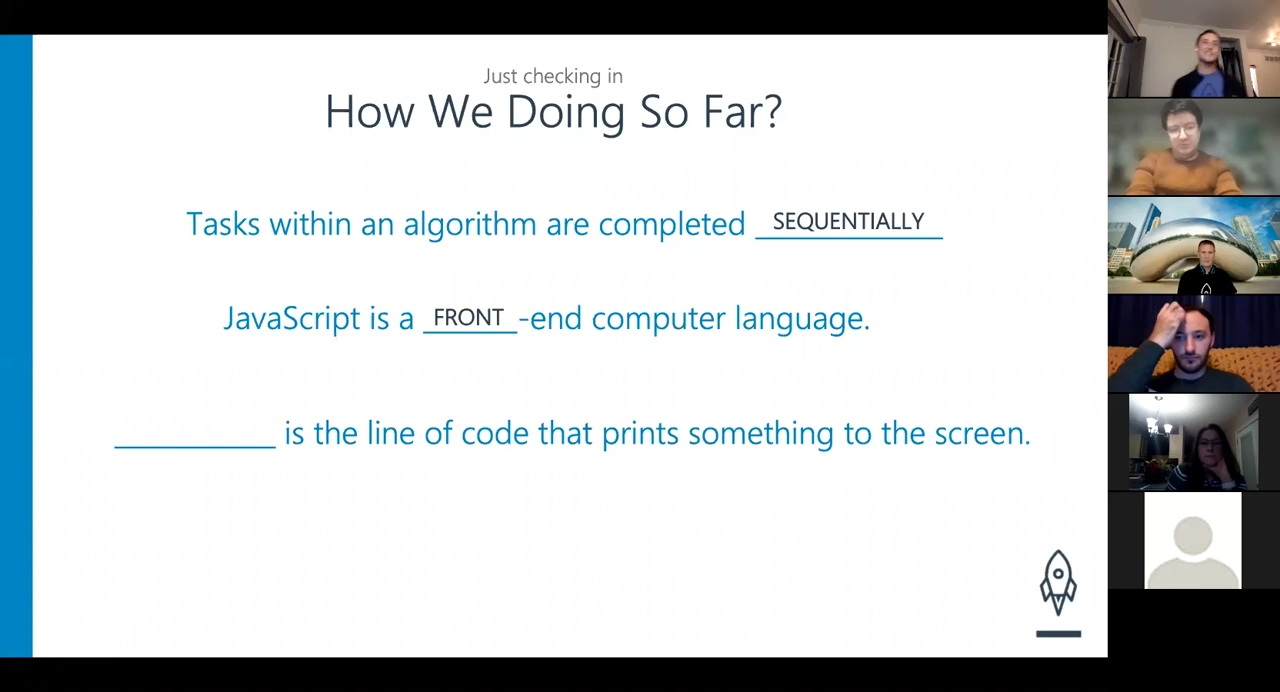 Just checking in
How We Doing So Far?
Tasks within an algorithm are completed SEQUENTIALLY
JavaScript is a FRONT -end computer language.
__________ is the line of code that prints something to the screen.